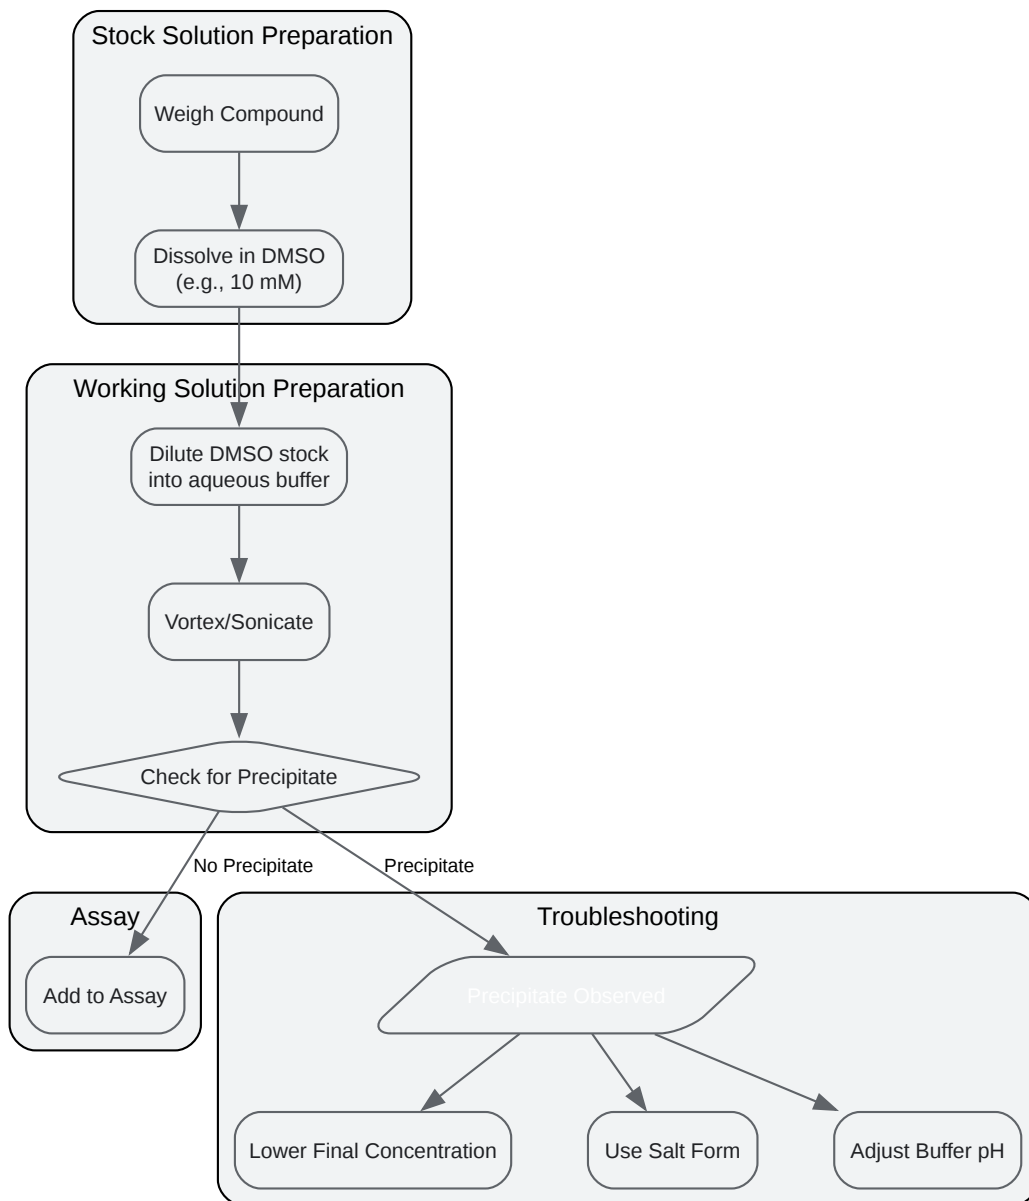 Stock Solution Preparation
Weigh Compound
Dissolve in DMSO
(e.g., 10 mM)
Working Solution Preparation
Dilute DMSO stock
into aqueous buffer
Vortex/Sonicate
Check for Precipitate
No Precipitate
Precipitate
Assay
Add to Assay
Troubleshooting
Precipitate Observed
Lower Final Concentration
Use Salt Form
Adjust Buffer pH